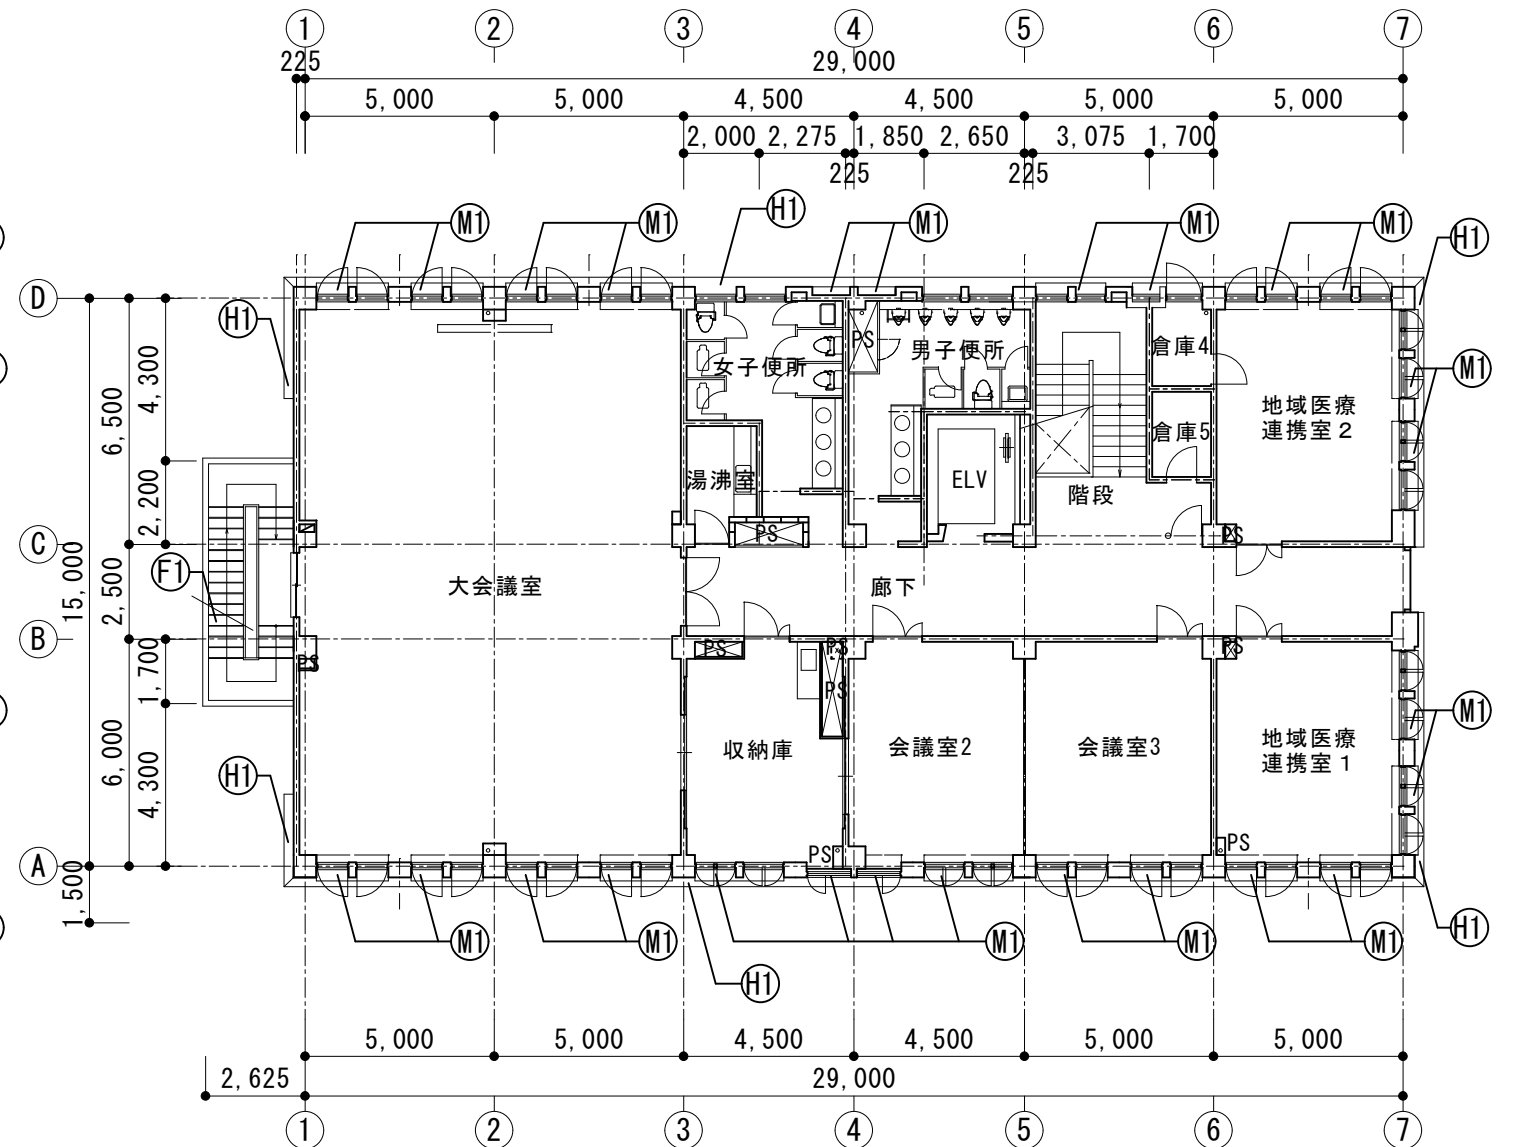 1 2 3 4 5 6 7
225 29,000
5,000 5,000 4,500 4,500 5,000 5,000
2,000 2,275 1,850 2,650 3,075 1,700
225 225
H1
M1 M1 M1 M1 M1
H1
D
H1
PS
男子便所
倉庫4
女子便所
M1
4,300
6,500
地域医療
連携室2
倉庫5
湯沸室
ELV
階段
2,200
PS
PS
C
F1
15,000
2,500
大会議室
廊下
B
PS
PS
PS
PS
1,700
PS
M1
6,000
収納庫
会議室2
会議室3
地域医療
連携室1
4,300
H1
PS
PS
A
1,500
H1
M1 M1 M1 M1 M1
H1
5,000 5,000 4,500 4,500 5,000 5,000
2,625 29,000
1 2 3 4 5 6 7